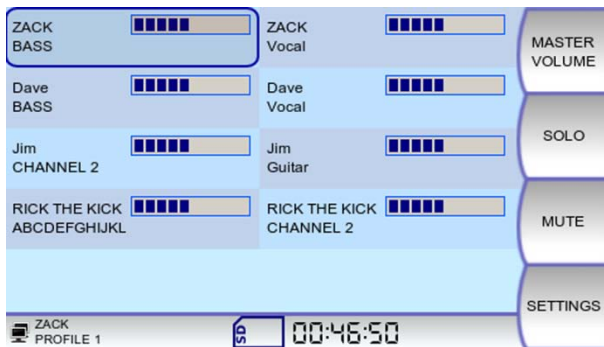 ZACK
BASS
ZACK
Vocal
MASTER
VOLUME
Dave
BASS
Dave
Vocal
SOLO
Jim
CHANNEL 2
Jim
Guitar
RICK THE KICK
ABCDEFGHIJKL
RICK THE KICK
CHANNEL 2
MUTE
SETTINGS
ZACK
PROFILE 1
SD
00:46:50